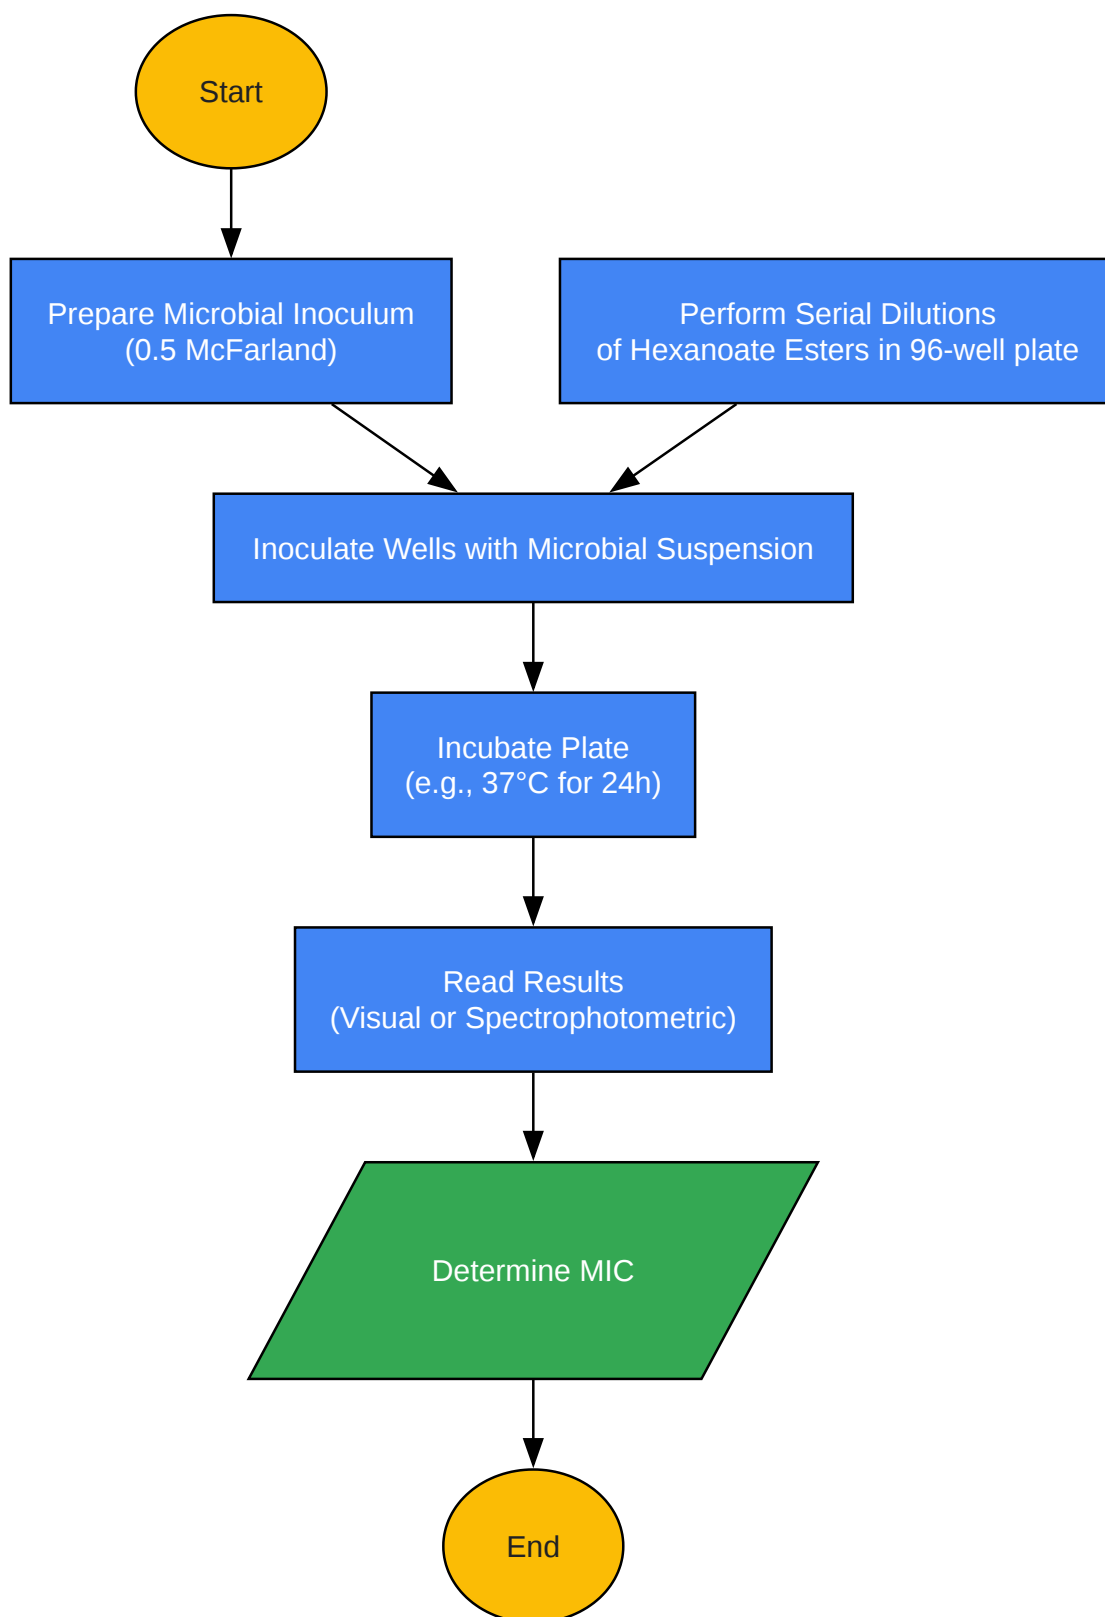 Start
Prepare Microbial Inoculum
(0.5 McFarland)
Perform Serial Dilutions
of Hexanoate Esters in 96-well plate
Inoculate Wells with Microbial Suspension
Incubate Plate
(e.g., 37°C for 24h)
Read Results
(Visual or Spectrophotometric)
Determine MIC
End